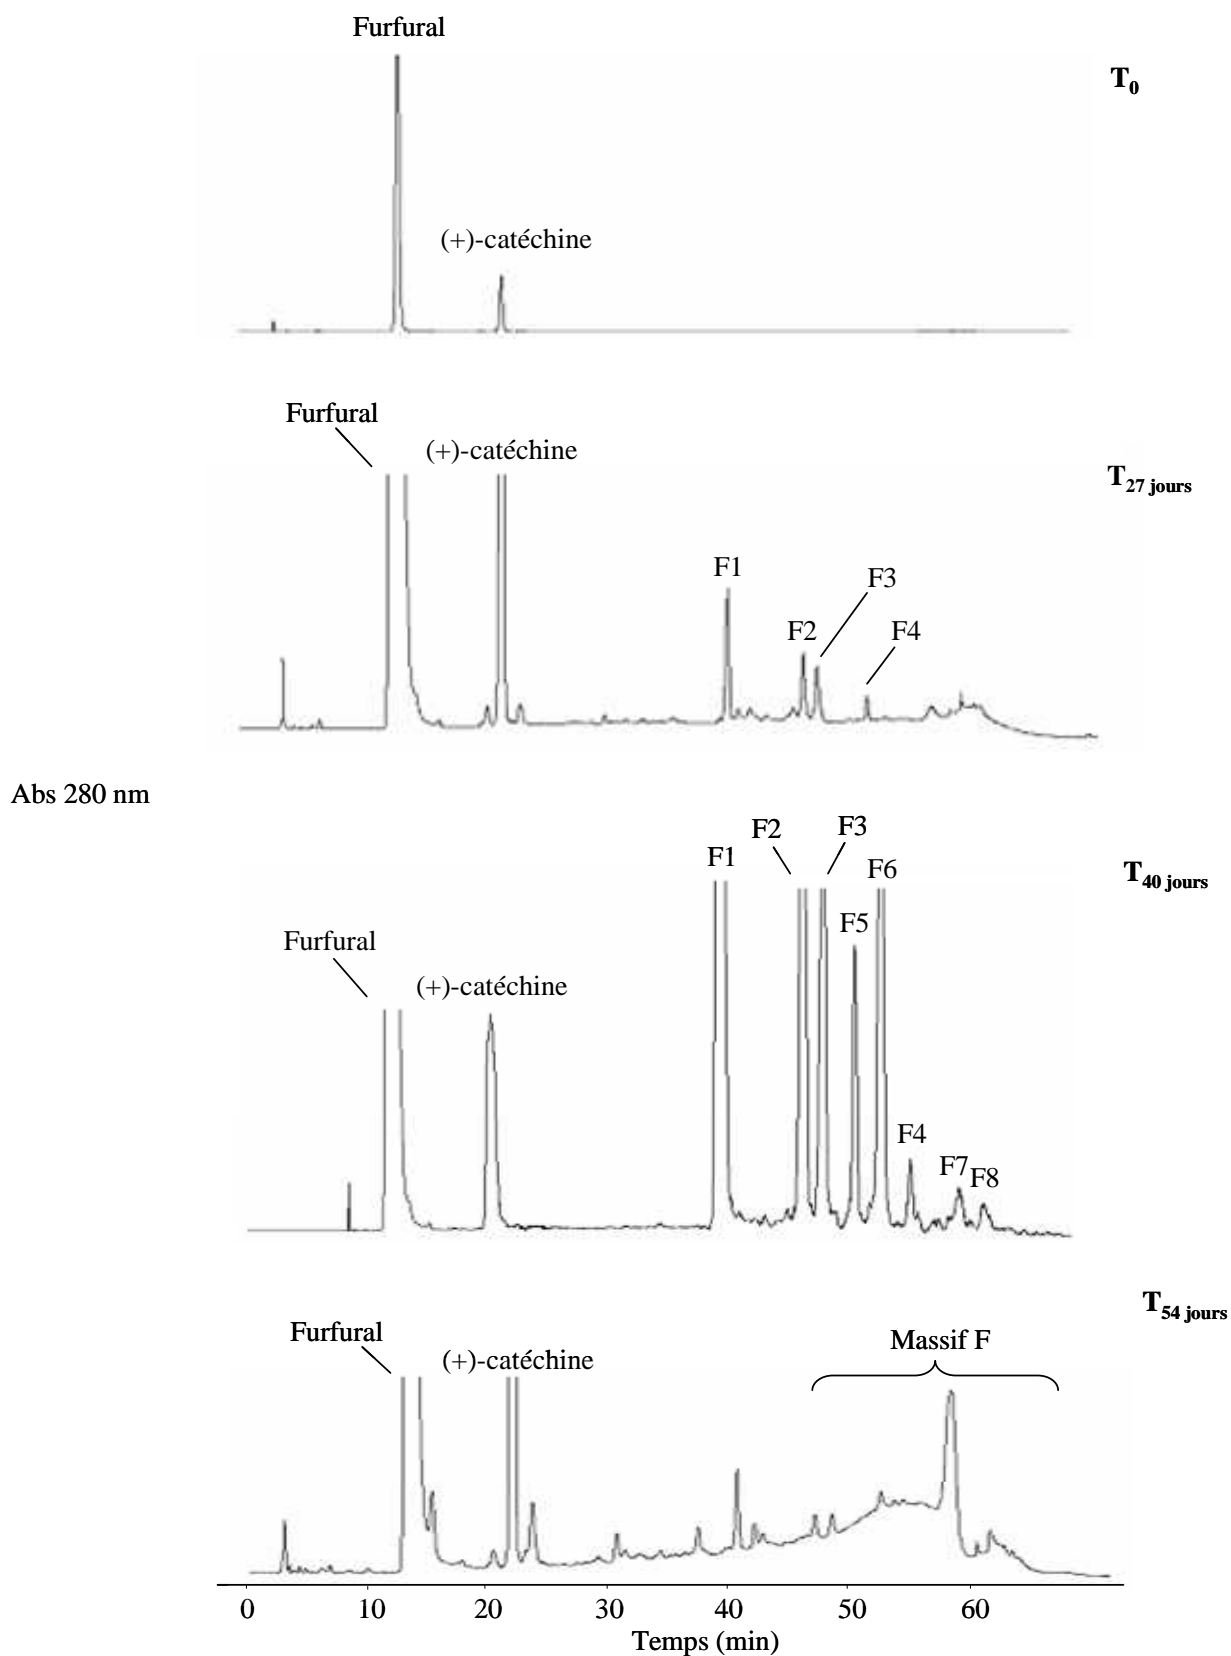 Furfural
T0
(+)-catéchine
Furfural
(+)-catéchine
T27 jours
F1
F3
F2
F4
Abs 280 nm
F2
F3
F1
F6
T40 jours
F5
Furfural
(+)-catéchine
F4
F7
F8
T54 jours
Furfural
Massif F
(+)-catéchine
0 10 20 30 40 50 60
Temps (min)